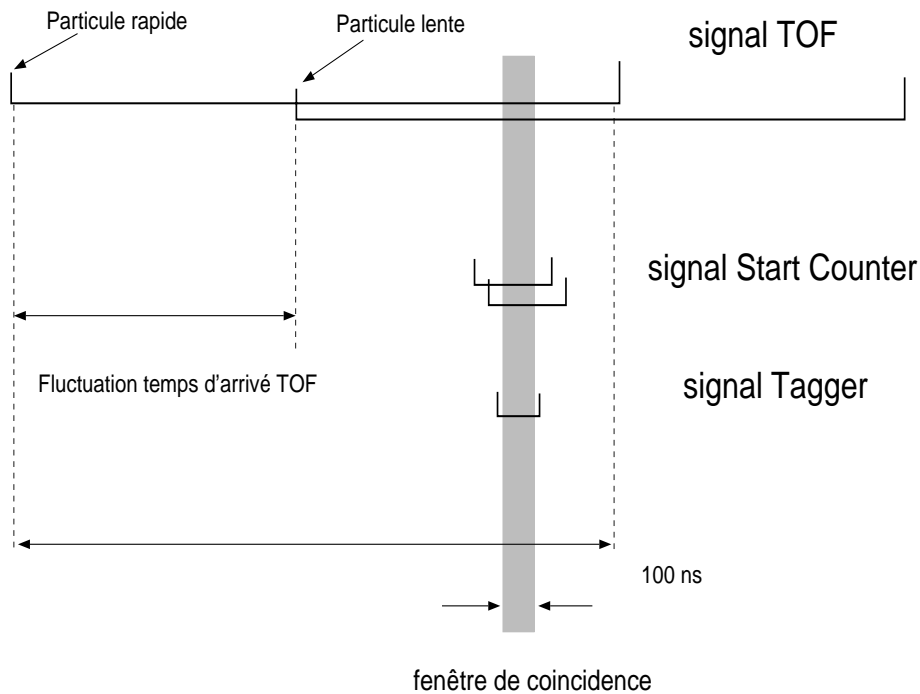 Particule rapide
Particule lente
signal TOF
signal Start Counter
Fluctuation temps d'arrivé TOF
signal Tagger
100 ns
fenêtre de coincidence